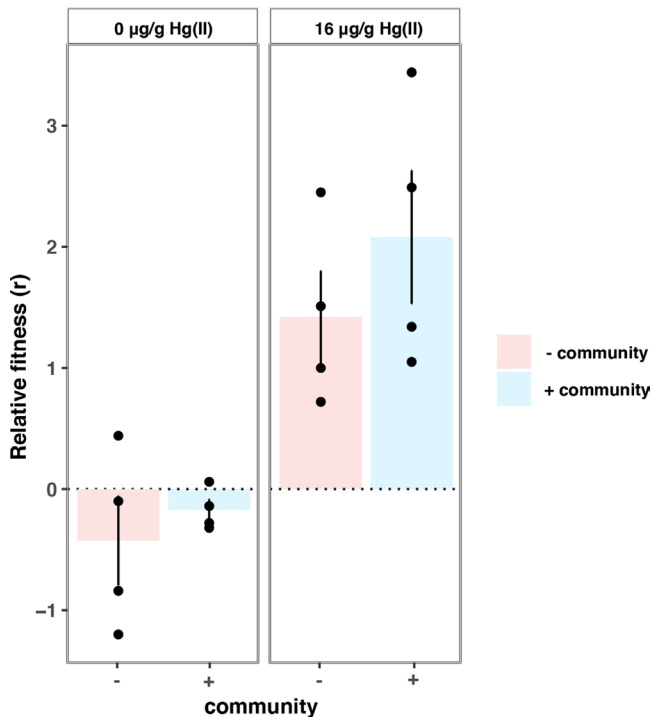 0 µg/g Hg(II)
16 µg/g Hg(II)
Relative fitness (r)
3
2
1
0
−1
- community
+ community
- + - +
community